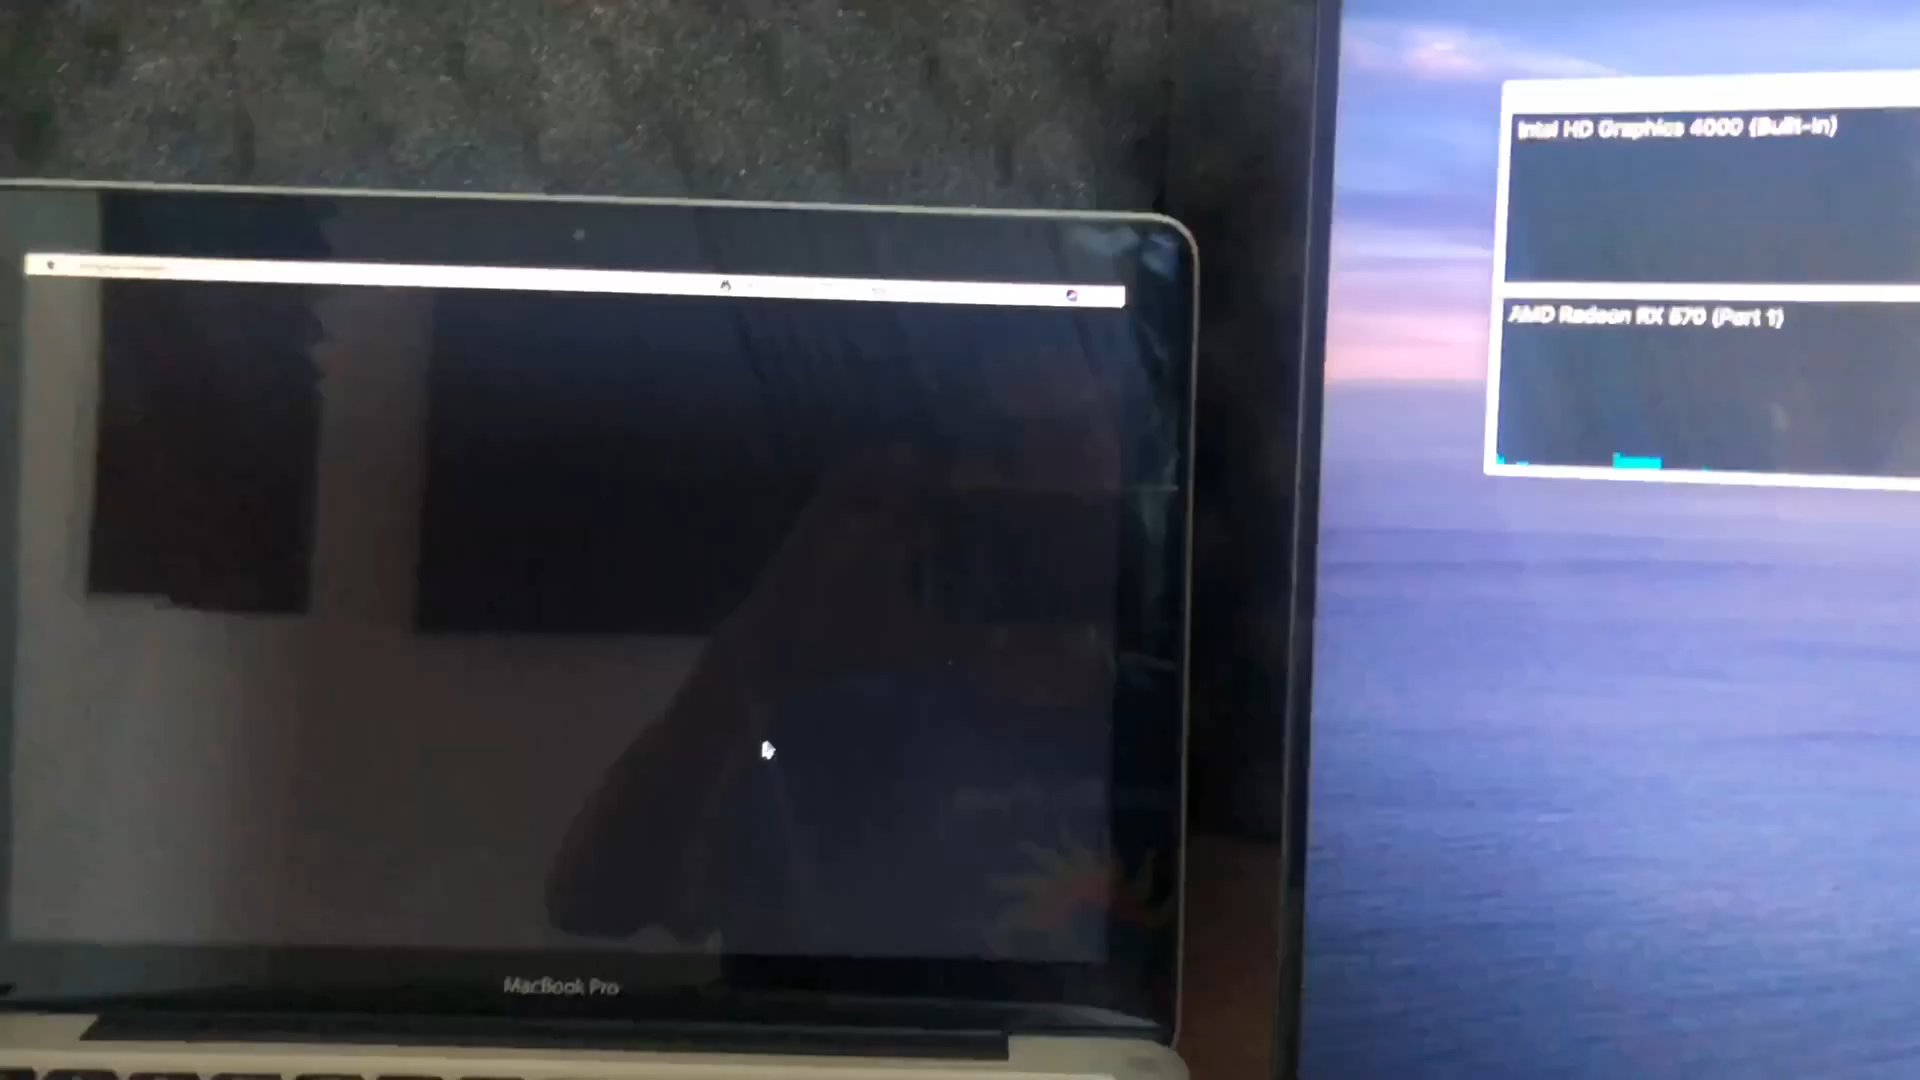 Intel HD Graphics 4000 (Built-In)
AMD Radeon RX 570 (Part 1)
MacBook Pro